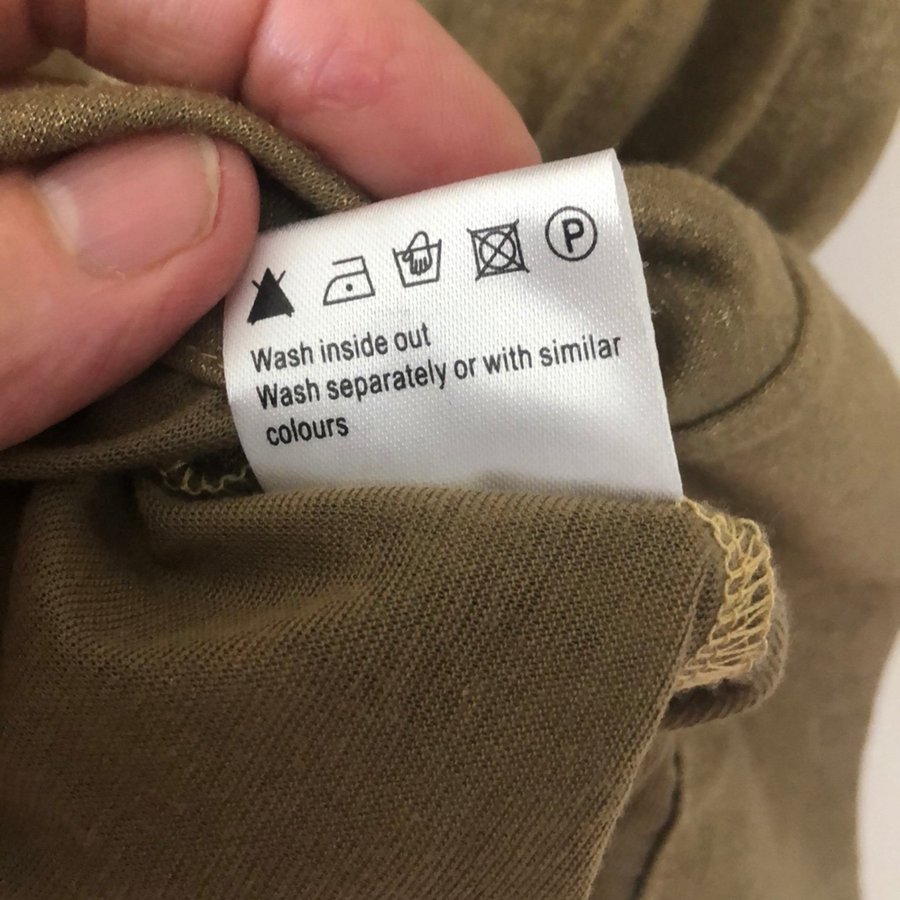 P
Wash inside out
Wash separately or with similar
colours